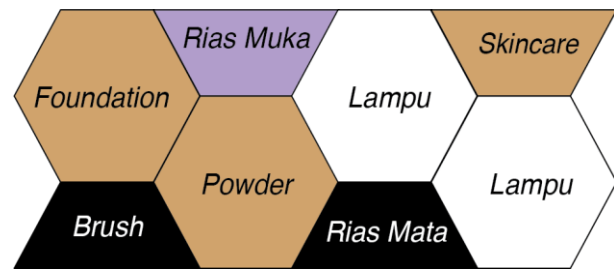 Rias Muka
Skincare
Foundation
Lampu
Powder
Lampu
Brush
Rias Mata